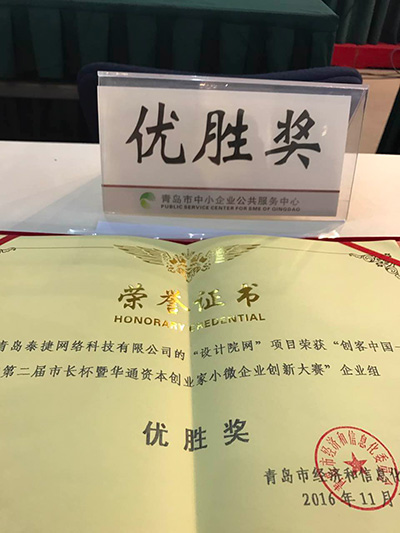 优胜奖
青岛市中小企业公共服务中心
PUBLIC SERVICE CENTER FOR SME OF QINGDAO
荣誉证书
HONORARY CREDENTIAL
青岛泰捷网络科技有限公司的“设计院网”项目荣获“创客中国
第二届市长杯暨华通资本创业家小微企业创新大赛”企业组
优胜奖
青岛市经济和信息化
2016年11月